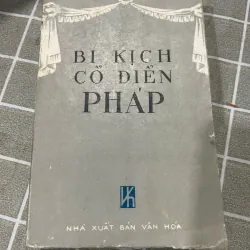 BI KỊCH
CỔ ĐIỂN
PHÁP
NHÀ XUẤT BẢN VĂN HÓA